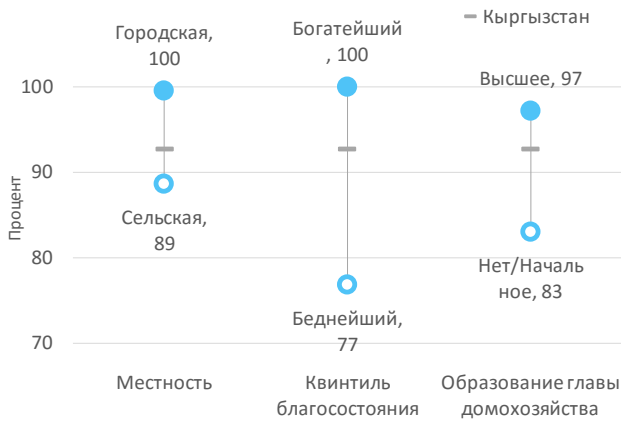 Кыргызстан
Городская,
100
Богатейший
, 100
Высшее, 97
Процент
100
90
80
70
Сельская,
89
Беднейший,
77
Нет/Началь
ное, 83
Местность
Квинтиль
благосостояния
Образование главы
домохозяйства